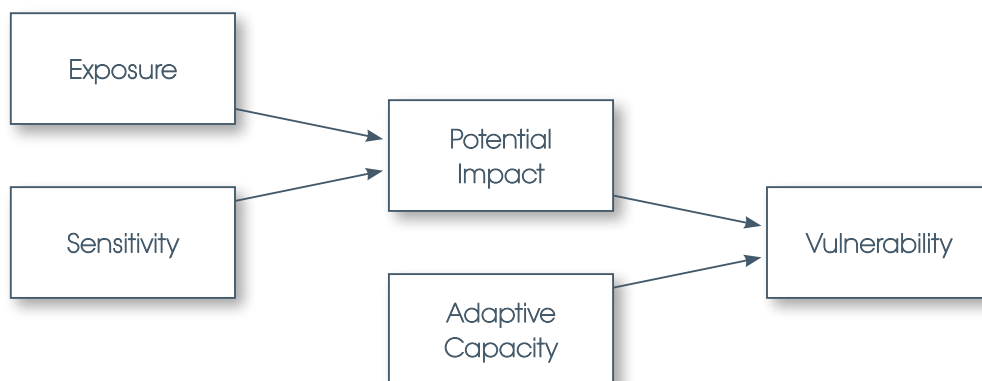 Exposure
Sensitivity
Potential
Impact
Adaptive
Capacity
Vulnerability